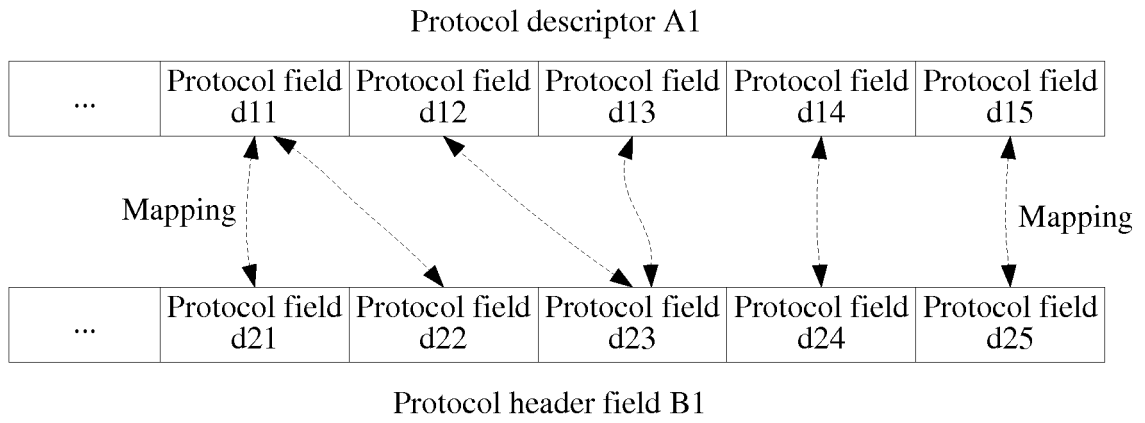 Protocol descriptor A1
...
Protocol field
d11
Protocol field
d12
Protocol field
d13
Protocol field
d14
Protocol field
d15
Mapping
Mapping
...
Protocol field
d21
Protocol field
d22
Protocol field
d23
Protocol field
d24
Protocol field
d25
Protocol header field B1